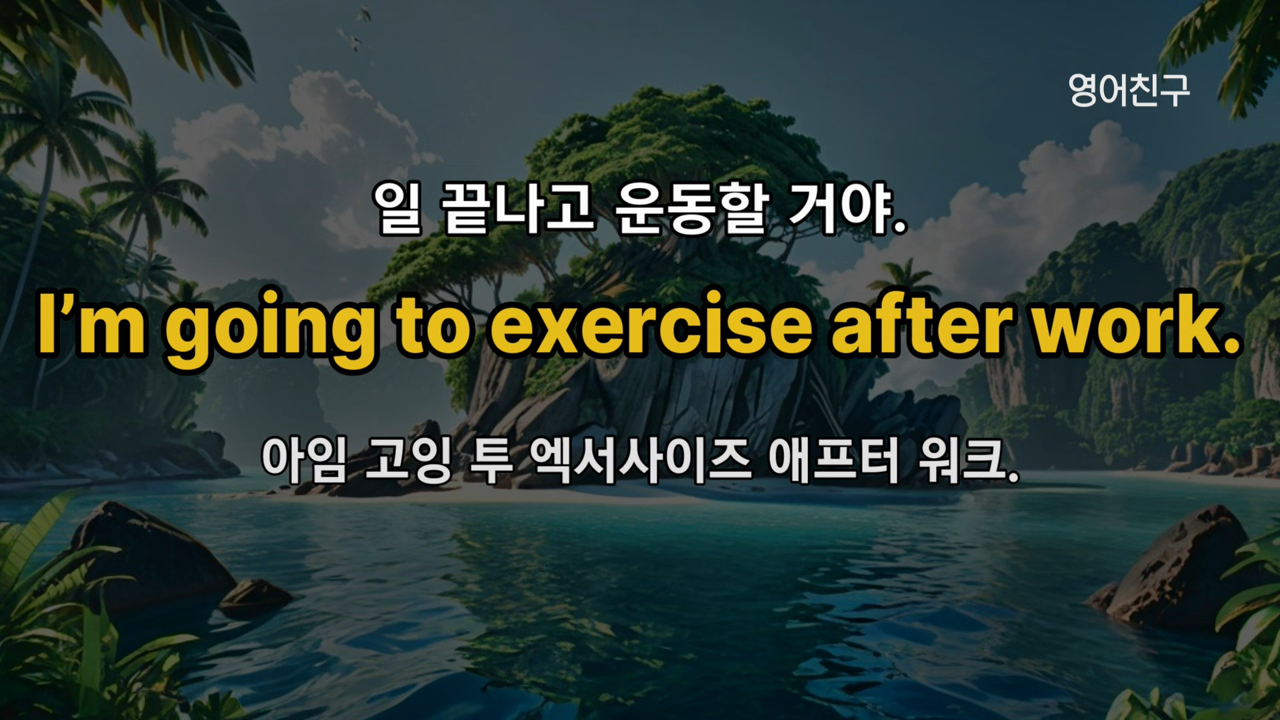 영어친구
일 끝나고 운동할 거야.
I'm going to exercise after work.
아임 고잉 투 엑서사이즈 애프터 워크.